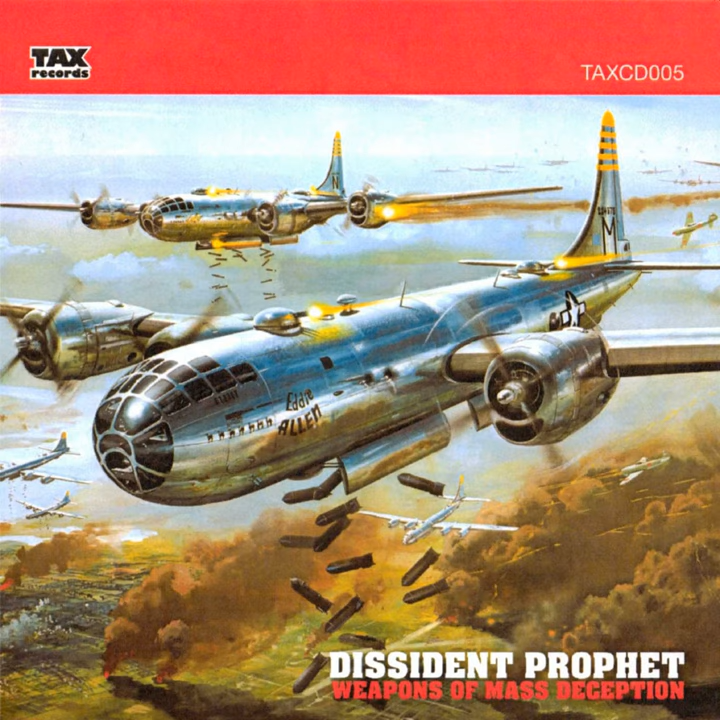 TAX
records
TAXCD005
M
Eddie
ALLEN
DISSIDENT PROPHET
WEAPONS OF MASS DECEPTION